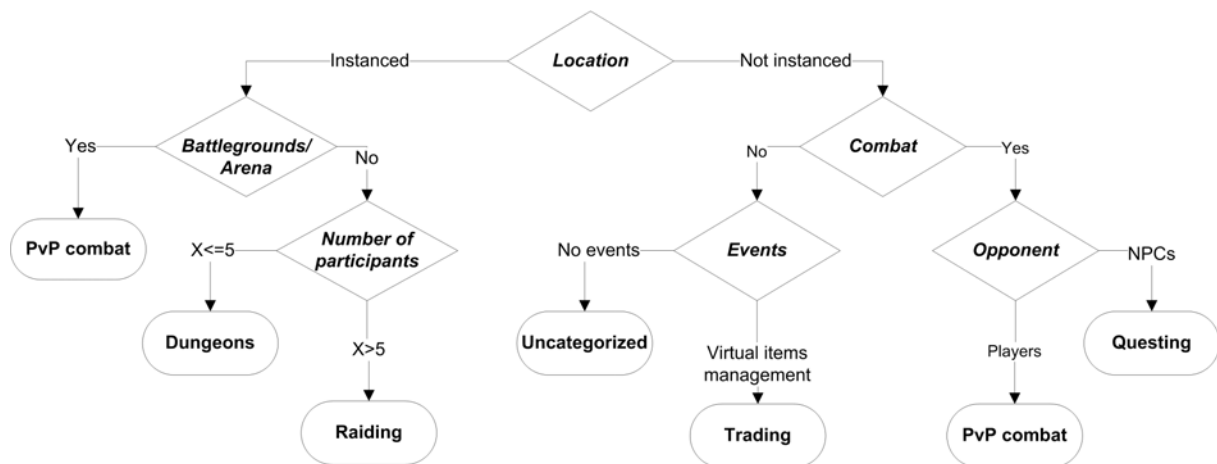 Location
Instanced
Not instanced
Battlegrounds/
Arena
Yes
No
Combat
No
Yes
PvP combat
Number of
participants
X<=5
X>5
Dungeons
Raiding
Events
No events
Uncategorized
Virtual items
management
Trading
Opponent
NPCs
Questing
Players
PvP combat